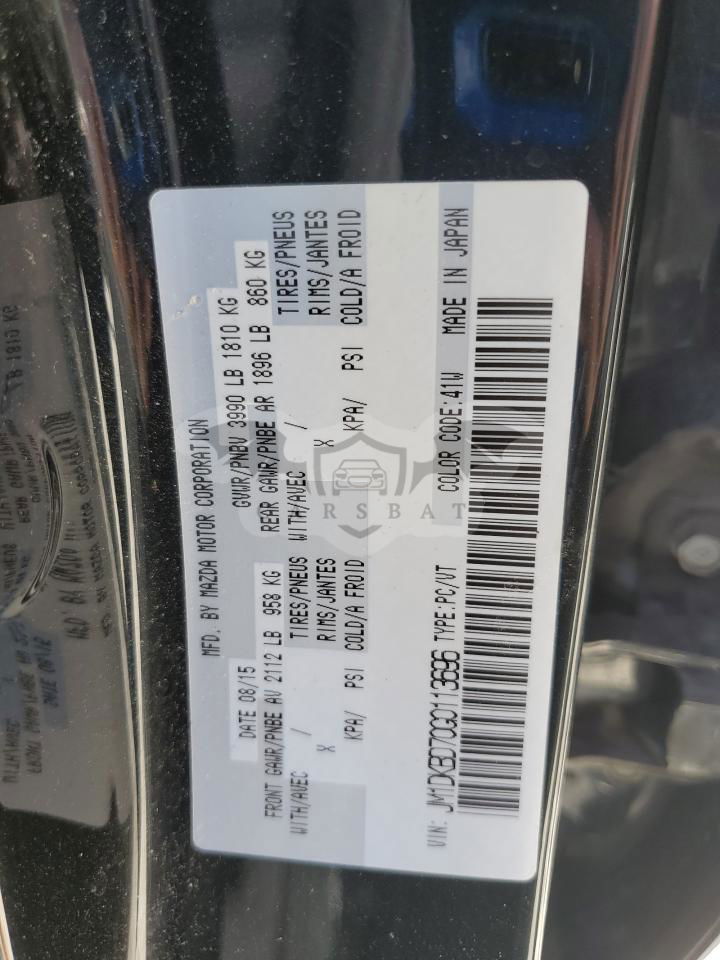 MFD. BY MAZDA MOTOR CORPORATION
DATE 08/15 GVWR/PNBV 3990 LB 1810 KG
FRONT GAWR/PNBE AV 2112 LB 958 KG REAR GAWR/PNBE AR 1896 LB 860 KG
WITH/AVEC / TIRES/PNEUS WITH/AVEC / TIRES/PNEUS
X RIMS/JANTES X RIMS/JANTES
KPA/ PSI COLD/A FROID KPA/ PSI COLD/A FROID
VIN: JM1DKBD70G0113696 TYPE:PC/VT COLOR CODE:41W MADE IN JAPAN
RSBAT